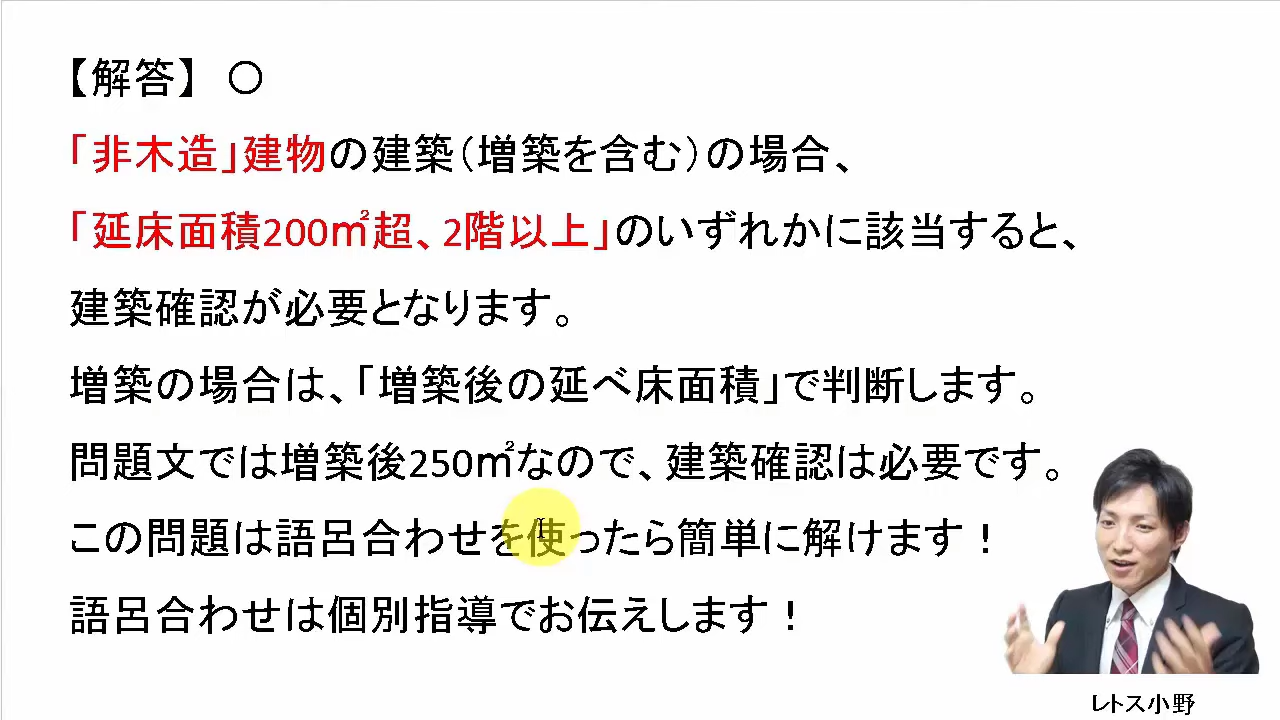 【解答】 ○
「非木造」建物の建築（増築を含む）の場合、
「延床面積200㎡超、2階以上」のいずれかに該当すると、
建築確認が必要となります。
増築の場合は、「増築後の延べ床面積」で判断します。
問題文では増築後250㎡なので、建築確認は必要です。
この問題は語呂合わせを使ったら簡単に解けます！
語呂合わせは個別指導でお伝えします！
レトス小野